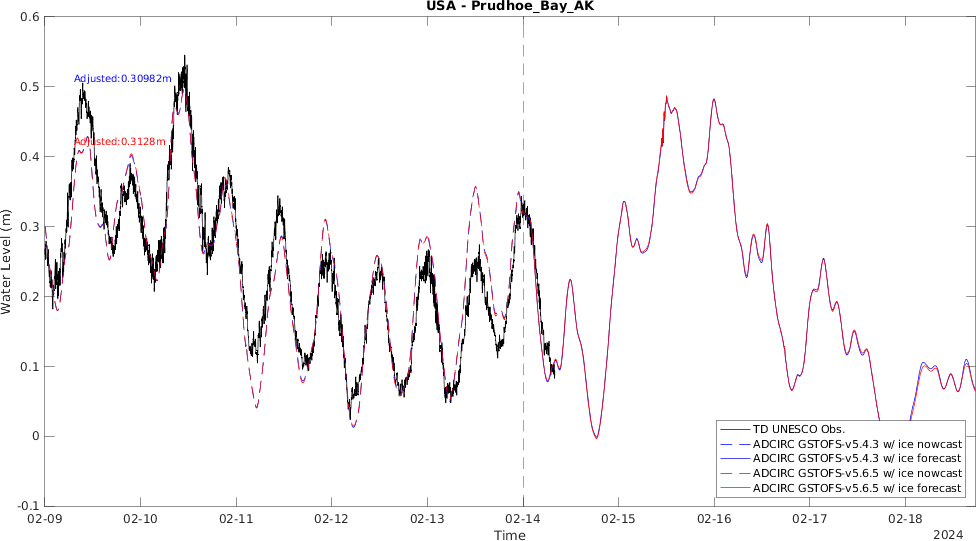 USA - Prudhoe_Bay_AK
0.6
0.5
0.4
0.3
0.2
0.1
0
-0.1
Water Level (m)
Adjusted:0.30982m
Adjusted:0.3128m
TD UNESCO Obs.
ADCIRC GSTOFS-v5.4.3 w/ ice nowcast
ADCIRC GSTOFS-v5.4.3 w/ ice forecast
ADCIRC GSTOFS-v5.6.5 w/ ice nowcast
ADCIRC GSTOFS-v5.6.5 w/ ice forecast
02-09 02-10 02-11 02-12 02-13 02-14 02-15 02-16 02-17 02-18
Time
2024